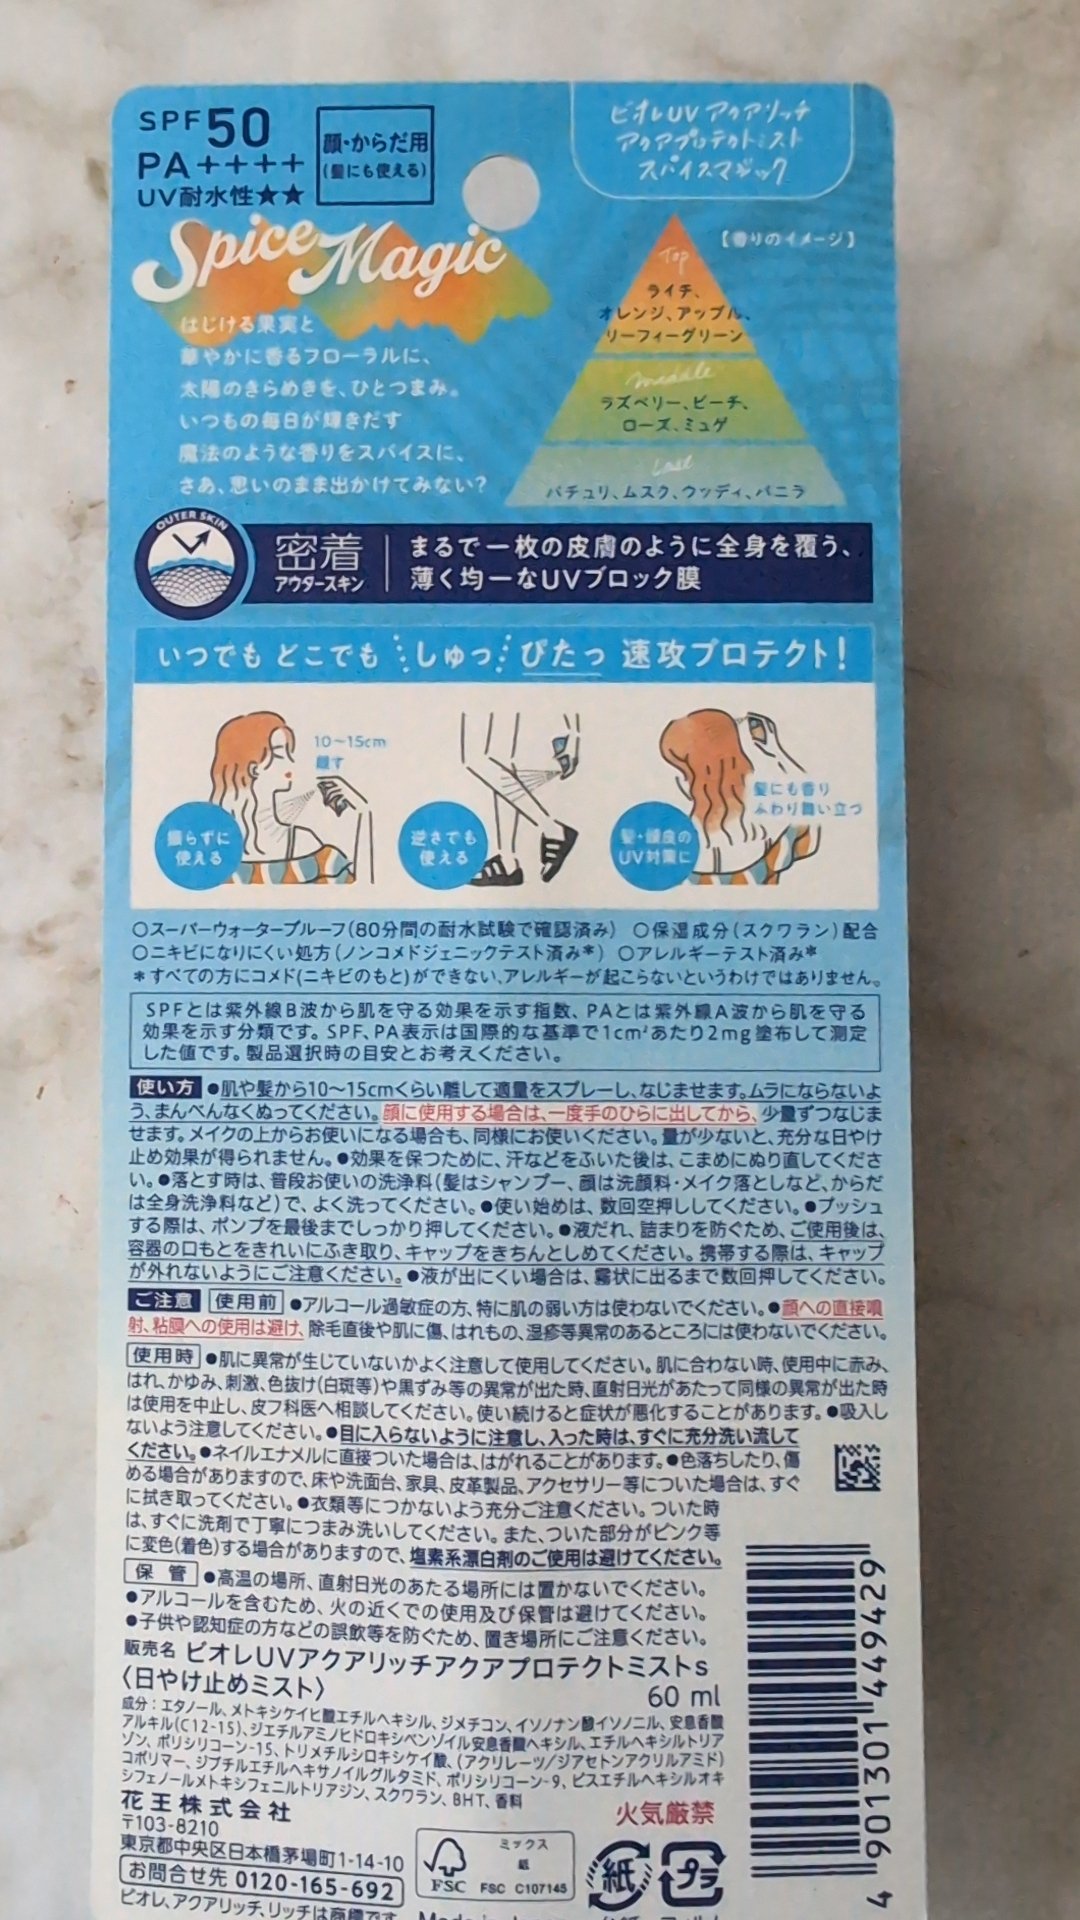 SPF50
PA++++
UV耐水性★★
顔・からだ用
(髪にも使える)
ビオレUV アクアリッチ
アクアプロテクトミスト
スパイスマジック
Spice Magic
はじける果実と
華やかに香るフローラルに、
太陽のきらめきを、ひとつまみ。
いつもの毎日が輝きだす
魔法のような香りをスパイスに、
さあ、思いのまま出かけてみない?
【香りのイメージ】
Top
ライチ、
オレンジ、アップル、
リーフィーグリーン
Middle
ラズベリー、ピーチ、
ローズ、ミュゲ
Last
パチュリ、ムスク、ウッディ、バニラ
OUTER SKIN
密着
アウタースキン
まるで一枚の皮膚のように全身を覆う、
薄く均一なUVブロック膜
いつでも どこでも しゅっ ぴたっ 速攻プロテクト!
10~15cm
離す
振らずに
使える
逆さでも
使える
髪・頭皮の
UV対策に
髪にも香り
ふわり舞い立つ
○スーパーウォータープルーフ(80分間の耐水試験で確認済み) ○保湿成分(スクワラン)配合
○ニキビになりにくい処方(ノンコメドジェニックテスト済み*) ○アレルギーテスト済み*
*すべての方にコメド(ニキビのもと)ができない、アレルギーが起こらないというわけではありません。
SPFとは紫外線B波から肌を守る効果を示す指数、PAとは紫外線A波から肌を守る
効果を示す分類です。SPF、PA表示は国際的な基準で1cm²あたり2mg塗布して測定
した値です。製品選択時の目安とお考えください。
使い方 ●肌や髪から10~15cmくらい離して適量をスプレーし、なじませます。ムラにならないよ
う、まんべんなくぬってください。顔に使用する場合は、一度手のひらに出してから、少量ずつなじま
せます。メイクの上からお使いになる場合も、同様にお使いください。量が少ないと、充分な日やけ
止め効果が得られません。●効果を保つために、汗などをふいた後は、こまめにぬり直してくださ
い。●落とす時は、普段お使いの洗浄料(髪はシャンプー、顔は洗顔料・メイク落としなど、からだ
は全身洗浄料など)で、よく洗ってください。●使い始めは、数回空押ししてください。●プッシュ
する際は、ポンプを最後までしっかり押してください。●液だれ、詰まりを防ぐため、ご使用後は、
容器の口もとをきれいにふき取り、キャップをきちんとしめてください。携帯する際は、キャップ
が外れないようにご注意ください。●液が出にくい場合は、霧状に出るまで数回押してください。
ご注意 使用前 ●アルコール過敏症の方、特に肌の弱い方は使わないでください。●顔への直接噴
射、粘膜への使用は避け、除毛直後や肌に傷、はれもの、湿疹等異常のあるところには使わないでください。
使用時 ●肌に異常が生じていないかよく注意して使用してください。肌に合わない時、使用中に赤み、
はれ、かゆみ、刺激、色抜け(白斑等)や黒ずみ等の異常が出た時、直射日光があたって同様の異常が出た時
は使用を中止し、皮フ科医へ相談してください。使い続けると症状が悪化することがあります。●吸入し
ないよう注意してください。●目に入らないように注意し、入った時は、すぐに充分洗い流して
ください。●ネイルエナメルに直接ついた場合は、はがれることがあります。●色落ちしたり、傷
める場合がありますので、床や洗面台、家具、皮革製品、アクセサリー等についた場合は、すぐ
に拭き取ってください。●衣類等につかないよう充分ご注意ください。ついた時
は、すぐに洗剤で丁寧につまみ洗いしてください。また、ついた部分がピンク等
に変色(着色)する場合がありますので、塩素系漂白剤のご使用は避けてください。
保 管 ●高温の場所、直射日光のあたる場所には置かないでください。
●アルコールを含むため、火の近くでの使用及び保管は避けてください。
●子供や認知症の方などの誤飲等を防ぐため、置き場所にご注意ください。
販売名 ビオレUVアクアリッチアクアプロテクトミストs
〈日やけ止めミスト〉
60 ml
成分:エタノール、メトキシケイヒ酸エチルヘキシル、ジメチコン、イソノナン酸イソノニル、安息香酸
アルキル(C12-15)、ジエチルアミノヒドロキシベンゾイル安息香酸ヘキシル、エチルヘキシルトリア
ゾン、ポリシリコーン-15、トリメチルシロキシケイ酸、(アクリレーツ/ジアセトンアクリルアミド)
コポリマー、ジブチルエチルヘキサノイルグルタミド、ポリシリコーン-9、ビスエチルヘキシルオキ
シフェノールメトキシフェニルトリアジン、スクワラン、BHT、香料
花王株式会社
〒103-8210
東京都中央区日本橋茅場町1-14-10
お問合せ先 0120-165-692
ビオレ、アクアリッチ、リッチは商標です
火気厳禁
FSC
ミックス
紙
FSC C107145
紙
プラ
4 901301 449429